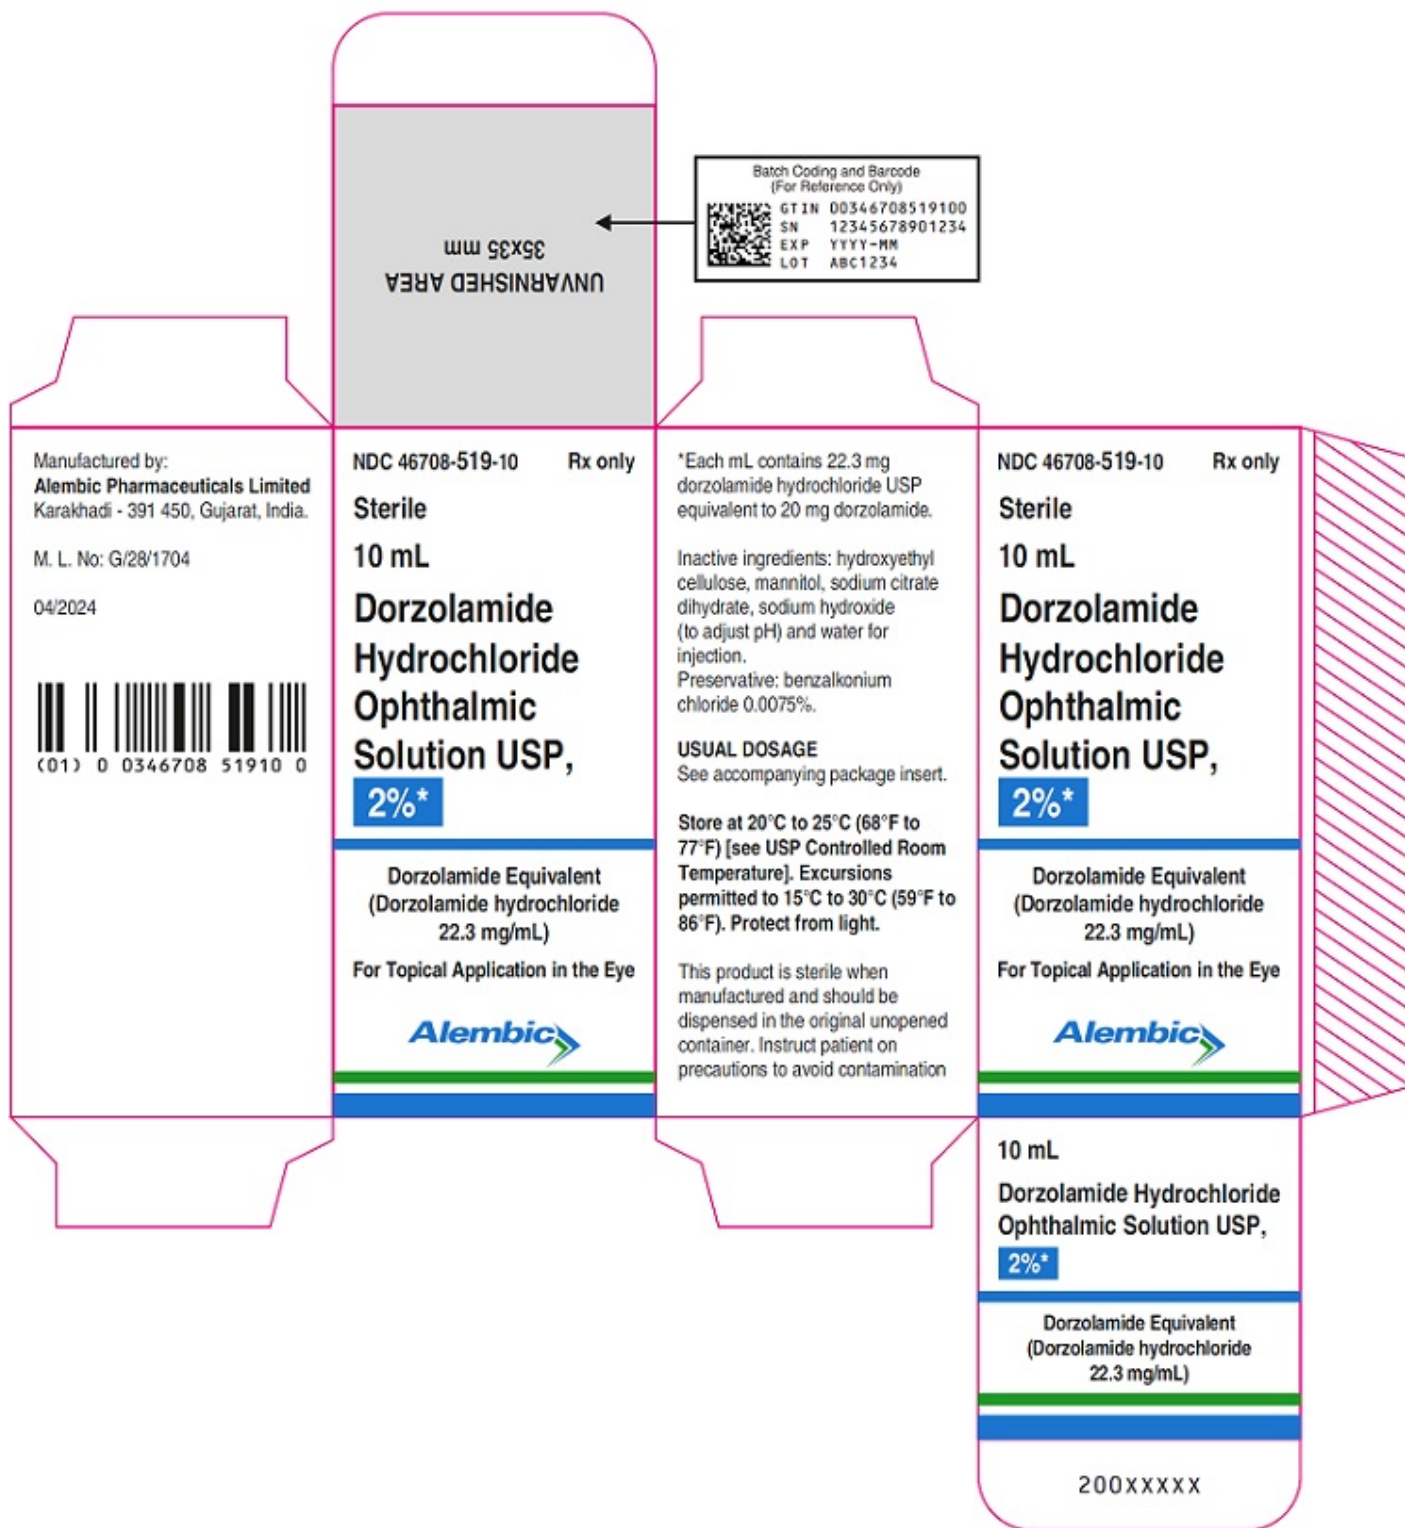 UNVARNISHED AREA
35x35 mm
Batch Coding and Barcode
(For Reference Only)
GTIN 00346708519100
SN 12345678901234
EXP YYYY-MM
LOT ABC1234
Manufactured by:
Alembic Pharmaceuticals Limited
Karakhadi - 391 450, Gujarat, India.
M. L. No: G/28/1704
04/2024
(01) 0 0346708 51910 0
NDC 46708-519-10 Rx only
Sterile
10 mL
Dorzolamide
Hydrochloride
Ophthalmic
Solution USP,
2%*
Dorzolamide Equivalent
(Dorzolamide hydrochloride
22.3 mg/mL)
For Topical Application in the Eye
Alembic
*Each mL contains 22.3 mg
dorzolamide hydrochloride USP
equivalent to 20 mg dorzolamide.
Inactive ingredients: hydroxyethyl
cellulose, mannitol, sodium citrate
dihydrate, sodium hydroxide
(to adjust pH) and water for
injection.
Preservative: benzalkonium
chloride 0.0075%.
USUAL DOSAGE
See accompanying package insert.
Store at 20°C to 25°C (68°F to
77°F) [see USP Controlled Room
Temperature]. Excursions
permitted to 15°C to 30°C (59°F to
86°F). Protect from light.
This product is sterile when
manufactured and should be
dispensed in the original unopened
container. Instruct patient on
precautions to avoid contamination
NDC 46708-519-10 Rx only
Sterile
10 mL
Dorzolamide
Hydrochloride
Ophthalmic
Solution USP,
2%*
Dorzolamide Equivalent
(Dorzolamide hydrochloride
22.3 mg/mL)
For Topical Application in the Eye
Alembic
10 mL
Dorzolamide Hydrochloride
Ophthalmic Solution USP,
2%*
Dorzolamide Equivalent
(Dorzolamide hydrochloride
22.3 mg/mL)
200XXXXX